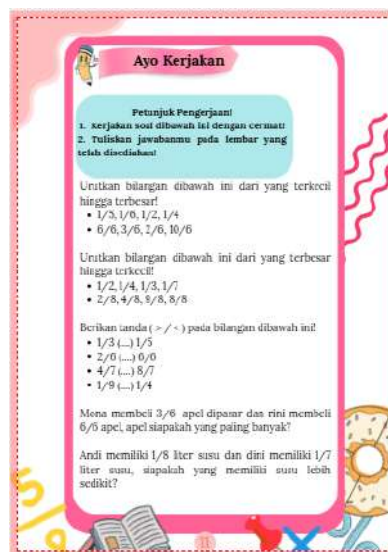 Ayo Kerjakan
Petunjuk Pengerjaan!
1. Kerjakan soal dibawah ini dengan cermat!
2. Tuliskan jawabanmu pada lembar yang
telah disediakan!
Urutkan bilangan dibawah ini dari yang terkecil
hingga terbesar!
• 1/5, 1/6, 1/2, 1/4
• 6/6, 3/6, 2/6, 10/6
Urutkan bilangan dibawah ini dari yang terbesar
hingga terkecil!
• 1/2, 1/4, 1/3, 1/7
• 2/8, 4/8, 9/8, 8/8
Berikan tanda ( > / < ) pada bilangan dibawah ini!
• 1/3 (....) 1/5
• 2/6 (....) 6/6
• 4/7 (....) 8/7
• 1/9 (....) 1/4
Mona membeli 3/6 apel dipasar dan rini membeli
6/6 apel, apel siapakah yang paling banyak?
Andi memiliki 1/8 liter susu dan dini memiliki 1/7
liter susu, siapakah yang memiliki susu lebih
sedikit?